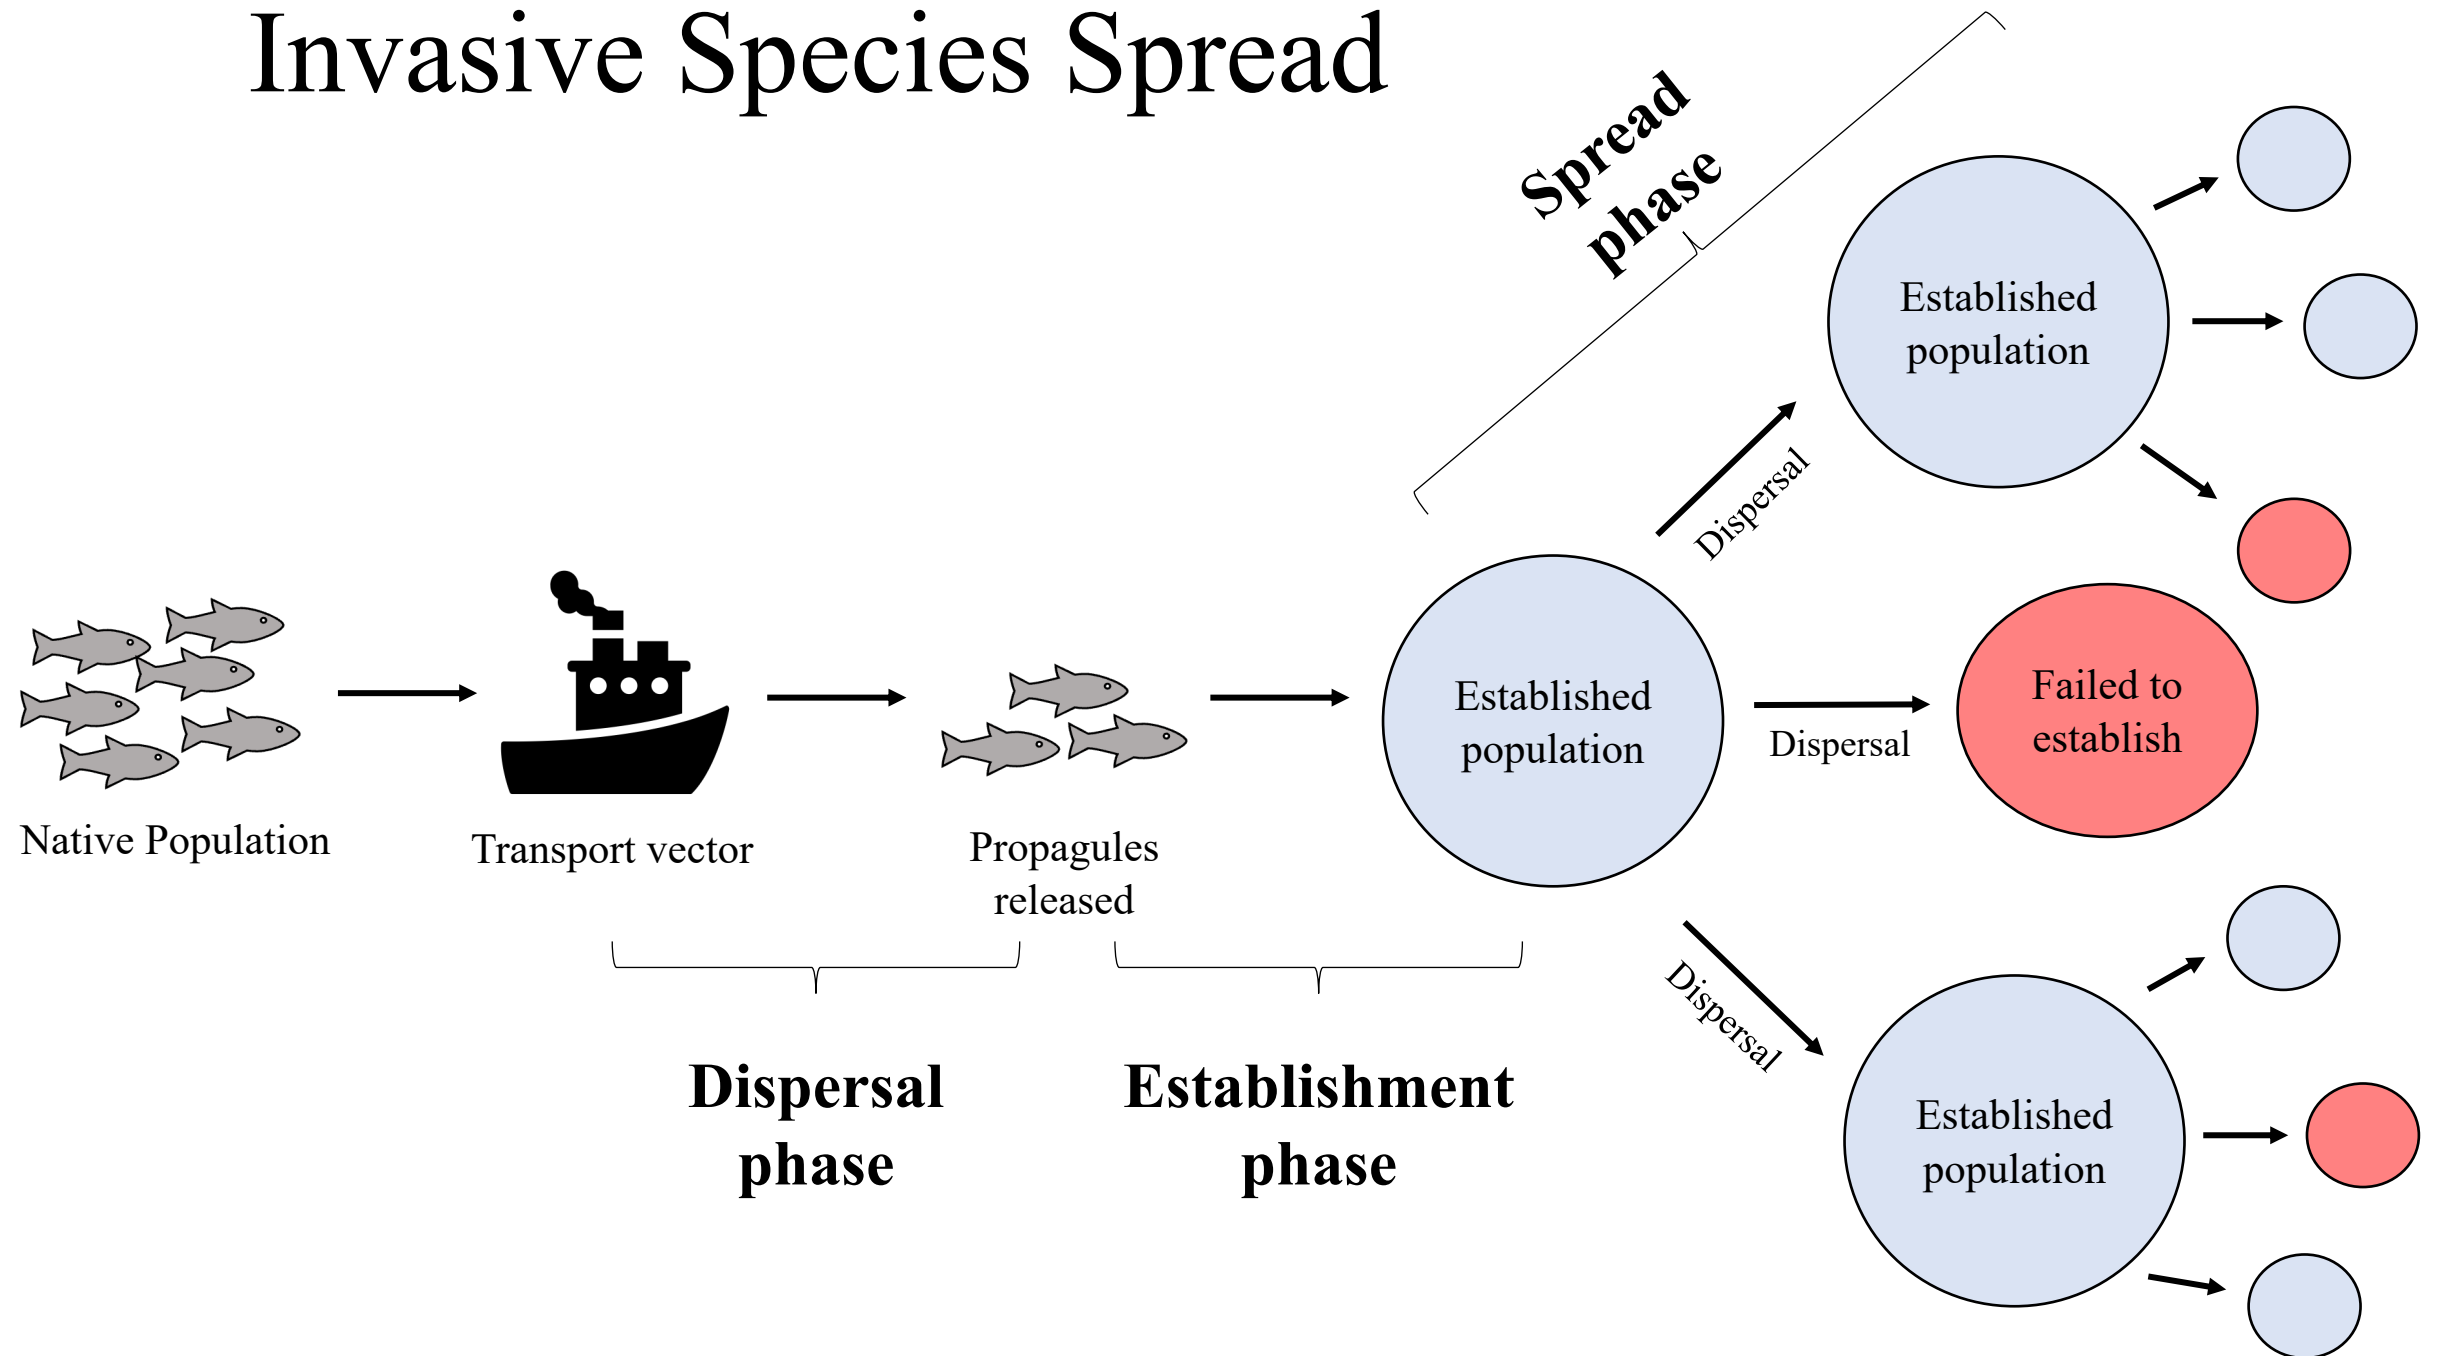 Invasive Species Spread
Native Population
Transport vector
Propagules
released
Dispersal
phase
Establishment
phase
Established
population
Spread
phase
Dispersal
Established
population
Dispersal
Failed to
establish
Dispersal
Established
population